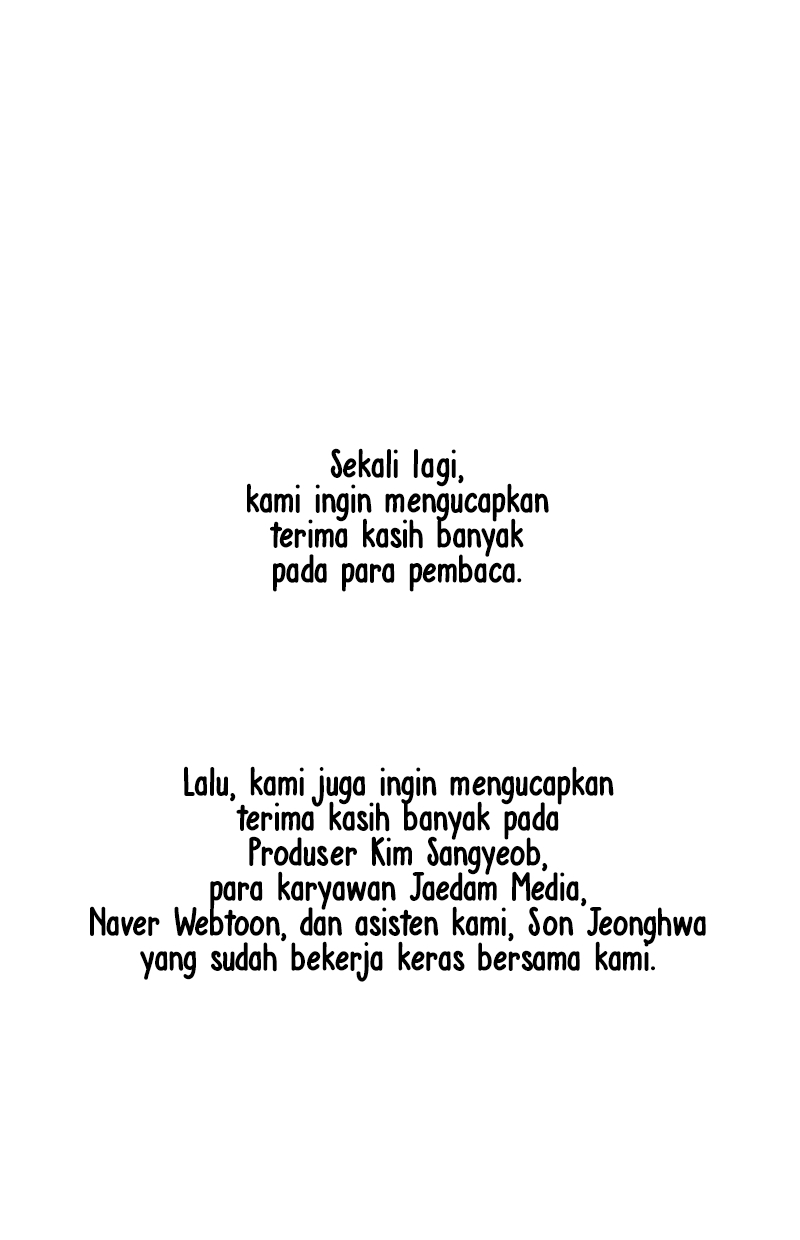 Sekali lagi,
kami ingin mengucapkan
terima kasih banyak
pada para pembaca.
Lalu, kami juga ingin mengucapkan
terima kasih banyak pada
Produser Kim Sangyeob,
para karyawan Jaedam Media,
Naver Webtoon, dan asisten kami, Son Jeonghwa
yang sudah bekerja keras bersama kami.